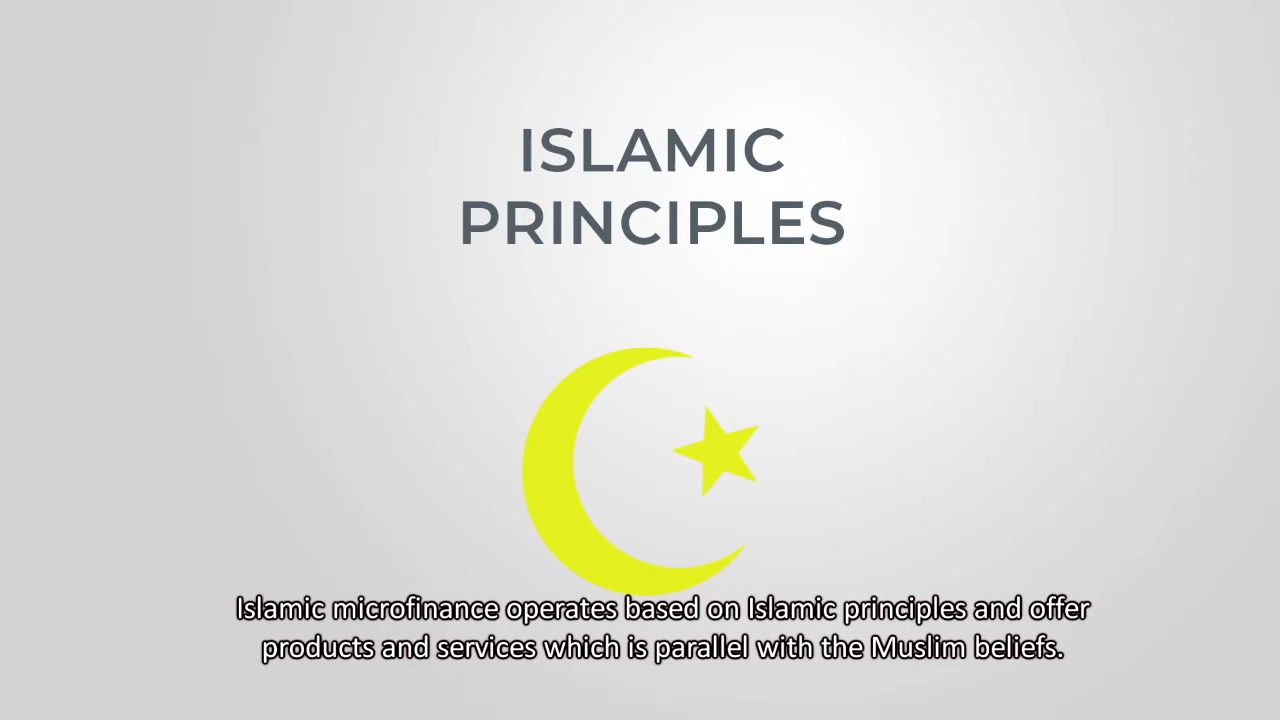 ISLAMIC
PRINCIPLES
Islamic microfinance operates based on Islamic principles and offer
products and services which is parallel with the Muslim beliefs.